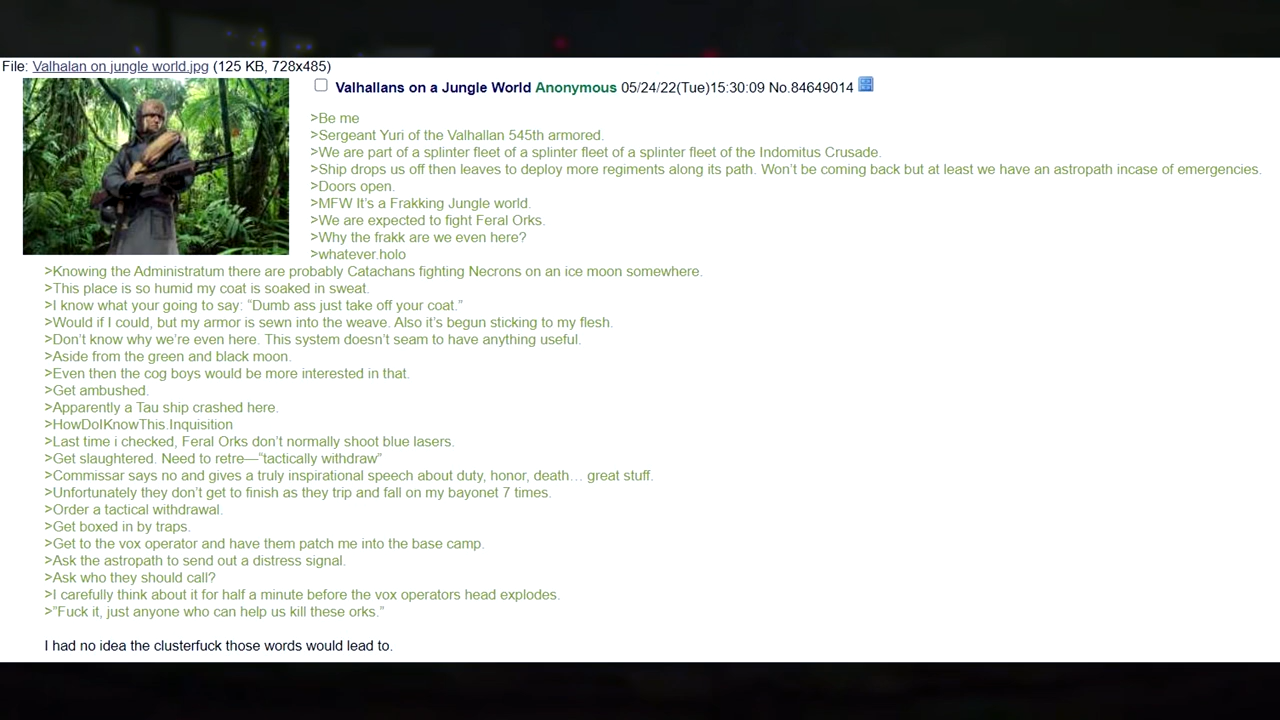 File: Valhalan on jungle world.jpg (125 KB, 728x485)
Valhallans on a Jungle World Anonymous 05/24/22(Tue)15:30:09 No.84649014
>Be me
>Sergeant Yuri of the Valhallan 545th armored.
>We are part of a splinter fleet of a splinter fleet of a splinter fleet of the Indomitus Crusade.
>Ship drops us off then leaves to deploy more regiments along its path. Won't be coming back but at least we have an astropath incase of emergencies.
>Doors open.
>MFW It's a Frakking Jungle world.
>We are expected to fight Feral Orks.
>Why the frakk are we even here?
>whatever.holo
>Knowing the Administratum there are probably Catachans fighting Necrons on an ice moon somewhere.
>This place is so humid my coat is soaked in sweat.
>I know what your going to say: “Dumb ass just take off your coat.”
>Would if I could, but my armor is sewn into the weave. Also it's begun sticking to my flesh.
>Don't know why we're even here. This system doesn't seam to have anything useful.
>Aside from the green and black moon.
>Even then the cog boys would be more interested in that.
>Get ambushed.
>Apparently a Tau ship crashed here.
>HowDoIKnowThis.Inquisition
>Last time i checked, Feral Orks don't normally shoot blue lasers.
>Get slaughtered. Need to retre—“tactically withdraw”
>Commissar says no and gives a truly inspirational speech about duty, honor, death… great stuff.
>Unfortunately they don't get to finish as they trip and fall on my bayonet 7 times.
>Order a tactical withdrawal.
>Get boxed in by traps.
>Get to the vox operator and have them patch me into the base camp.
>Ask the astropath to send out a distress signal.
>Ask who they should call?
>I carefully think about it for half a minute before the vox operators head explodes.
>”Fuck it, just anyone who can help us kill these orks.”
I had no idea the clusterfuck those words would lead to.